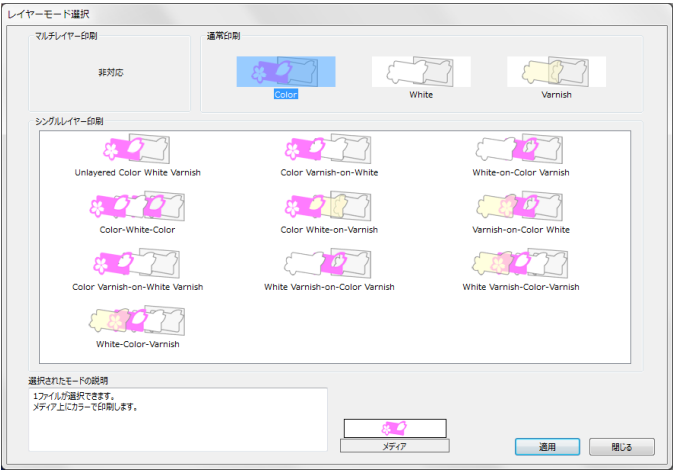 レイヤーモード選択
マルチレイヤー印刷
非対応
通常印刷
Color
White
Varnish
シングルレイヤー印刷
Unlayered Color White Varnish
Color Varnish-on-White
White-on-Color Varnish
Color-White-Color
Color White-on-Varnish
Varnish-on-Color White
Color Varnish-on-White Varnish
White Varnish-on-Color Varnish
White Varnish-Color-Varnish
White-Color-Varnish
選択されたモードの説明
1ファイルが選択できます。
メディア上にカラーで印刷します。
メディア
適用
閉じる